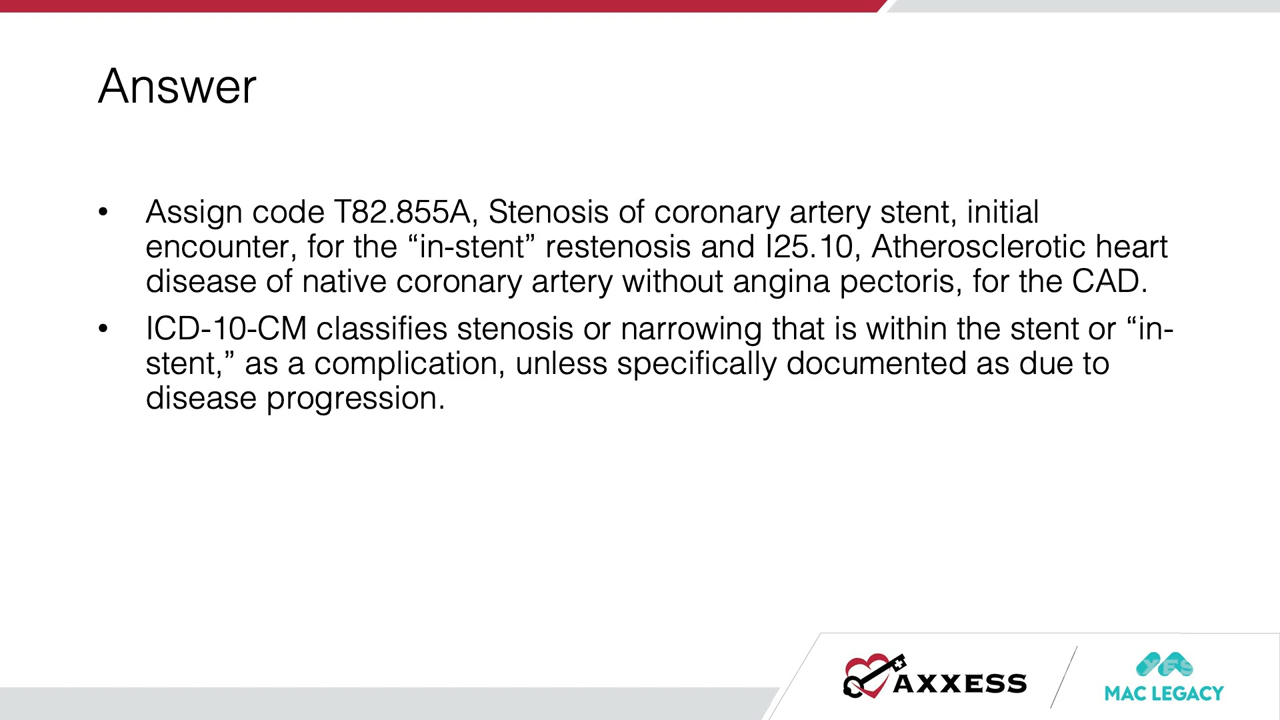 Answer
• Assign code T82.855A, Stenosis of coronary artery stent, initial
encounter, for the “in-stent” restenosis and I25.10, Atherosclerotic heart
disease of native coronary artery without angina pectoris, for the CAD.
• ICD-10-CM classifies stenosis or narrowing that is within the stent or “in-
stent,” as a complication, unless specifically documented as due to
disease progression.
AXXESS
YES
MAC LEGACY